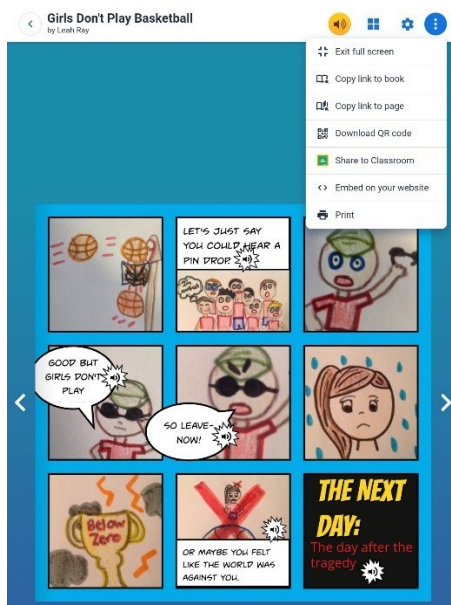 Girls Don't Play Basketball
by Leah Ray
Exit full screen
Copy link to book
Copy link to page
Download QR code
Share to Classroom
Embed on your website
Print
LET'S JUST SAY
YOU COULD HEAR A
PIN DROP.
GOOD BUT
GIRLS DON'T
PLAY
SO LEAVE-
NOW!
Below
Zero
OR MAYBE YOU FELT
LIKE THE WORLD WAS
AGAINST YOU.
THE NEXT
DAY:
The day after the
tragedy